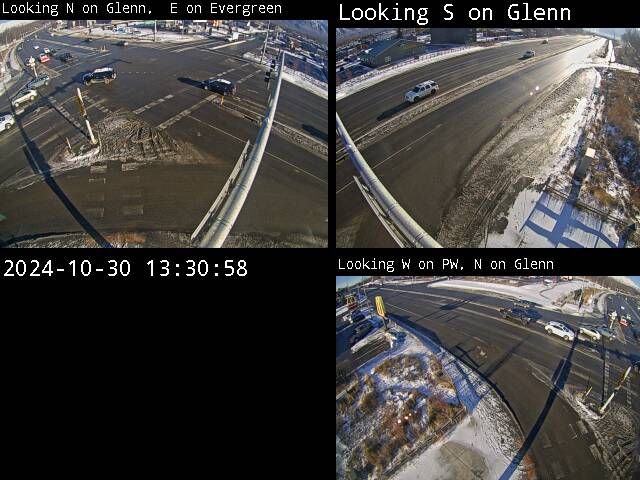 Looking N on Glenn,  E on Evergreen
Looking S on Glenn
2024-10-30 13:30:58
Looking W on PW, N on Glenn